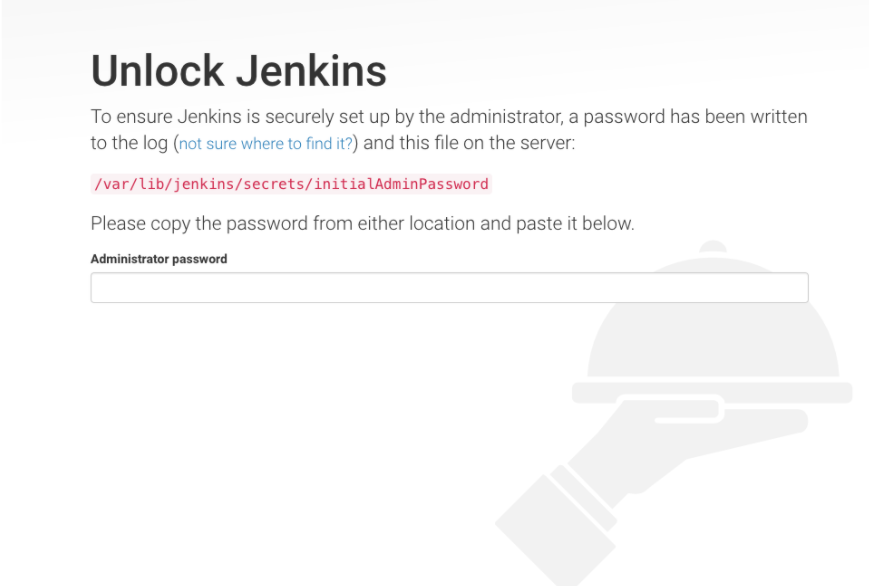 Unlock Jenkins
To ensure Jenkins is securely set up by the administrator, a password has been written
to the log (not sure where to find it?) and this file on the server:
/var/lib/jenkins/secrets/initialAdminPassword
Please copy the password from either location and paste it below.
Administrator password